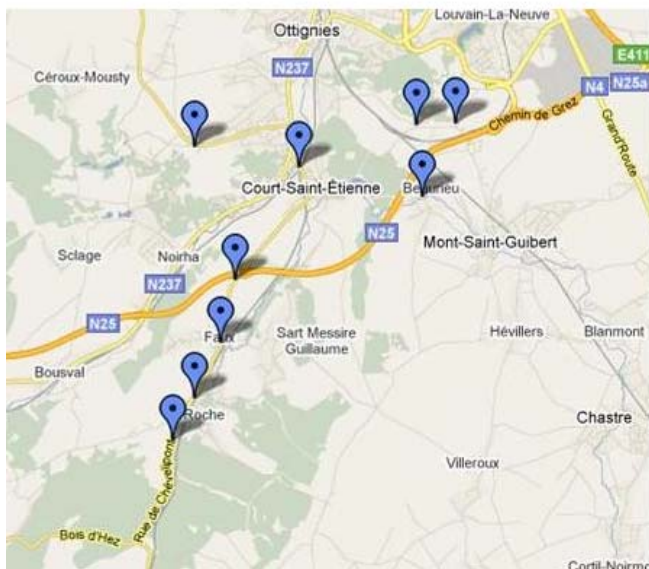 Louvain-La-Neuve
Ottignies
E411
N237
Céroux-Mousty
N4
N25a
Chemin de Grez
Grand'Route
Court-Saint-Étienne
N25
Mont-Saint-Guibert
Sclage
Noirha
N237
N25
Faux
Sart Messire
Guillaume
Hévillers
Blanmont
Bousval
Roche
Chastre
Villeroux
Rue de Chevelipont
Bois d'Hez
Cortil-Noirmo